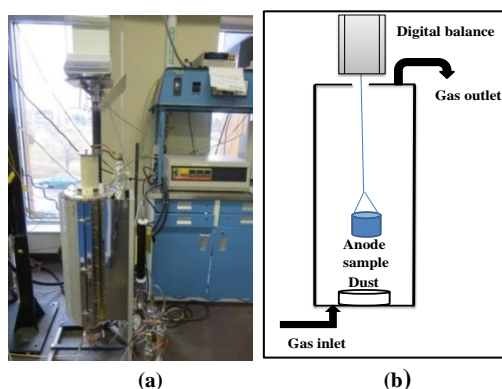 Digital balance
Gas outlet
Anode
sample
Dust
Gas inlet
(a)
(b)